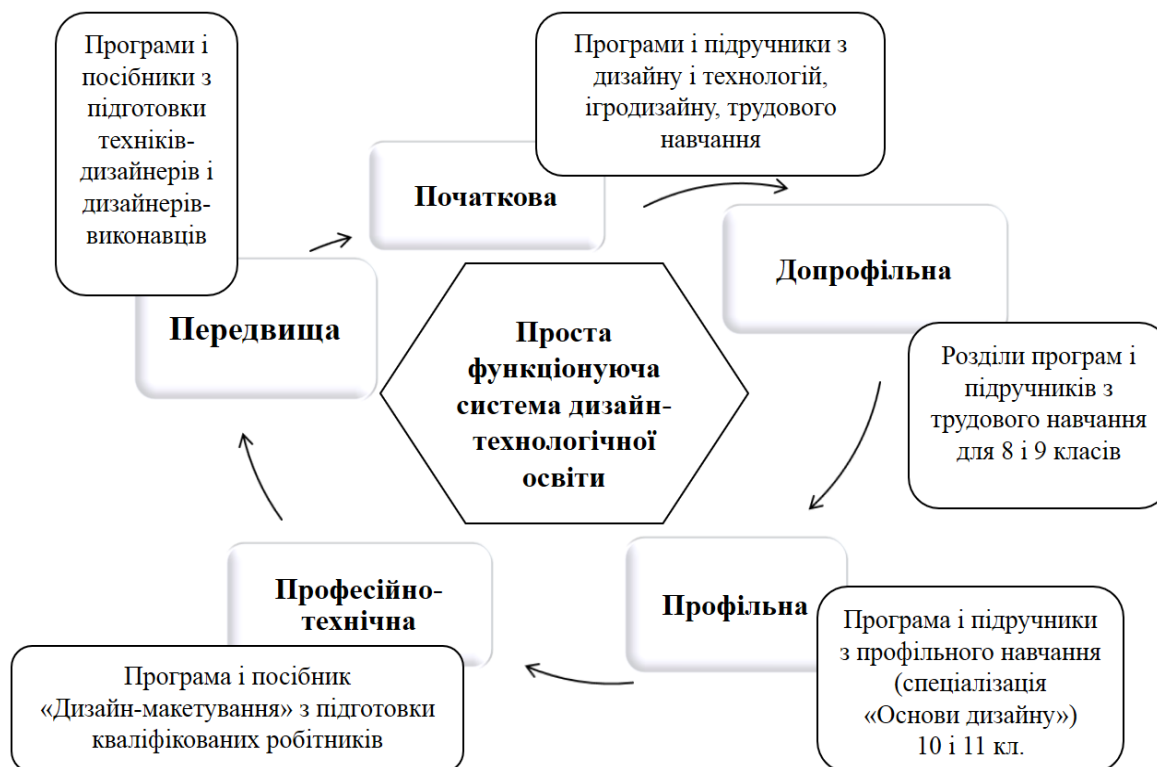 Програми і
посібники з
підготовки
техніків-
дизайнерів і
дизайнерів-
виконавців
Програми і підручники з
дизайну і технологій,
ігродизайну, трудового
навчання
Початкова
Допрофільна
Передвища
Проста
функціонуюча
система дизайн-
технологічної
освіти
Розділи програм і
підручників з
трудового навчання
для 8 і 9 класів
Професійно-
технічна
Профільна
Програма і посібник
«Дизайн-макетування» з підготовки
кваліфікованих робітників
Програма і підручники
з профільного навчання
(спеціалізація
«Основи дизайну»)
10 і 11 кл.